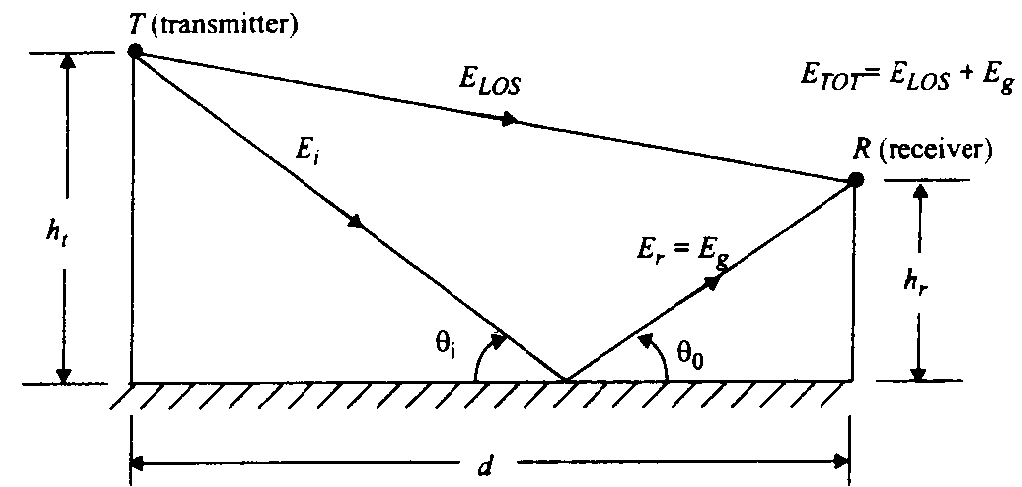 T (transmitter)
E_LOS
E_TOT = E_LOS + E_g
E_i
R (receiver)
h_t
E_r = E_g
h_r
θ_i
θ_0
d